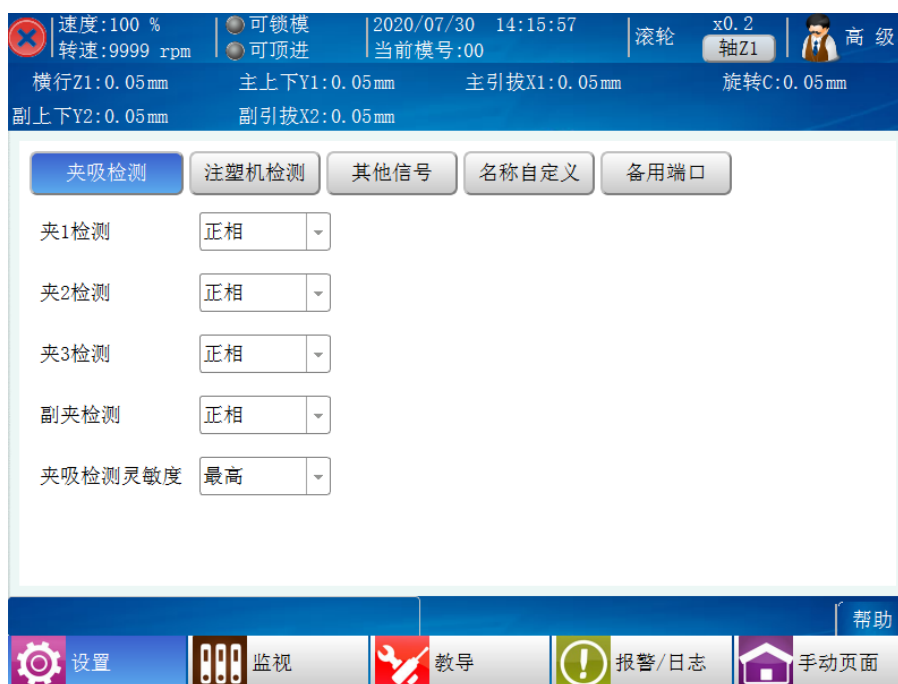 速度:100 % 可锁模 2020/07/30 14:15:57 滚轮 x0.2 高 级
转速:9999 rpm 可顶进 当前模号:00 轴Z1
横行Z1:0.05mm 主上下Y1:0.05mm 主引拔X1:0.05mm 旋转C:0.05mm
副上下Y2:0.05mm 副引拔X2:0.05mm
夹吸检测 注塑机检测 其他信号 名称自定义 备用端口
夹1检测 正相
夹2检测 正相
夹3检测 正相
副夹检测 正相
夹吸检测灵敏度 最高
帮助
设置 监视 教导 报警/日志 手动页面